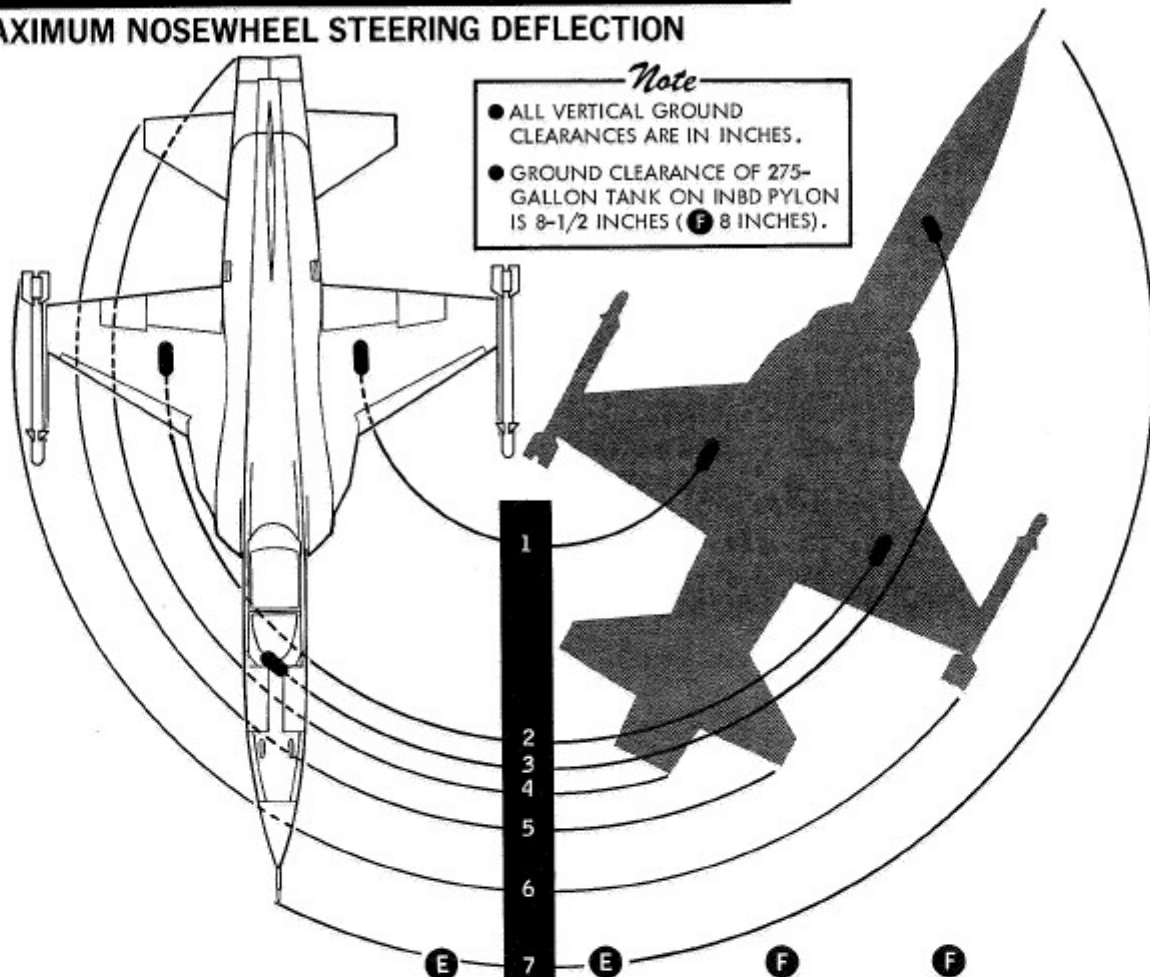 AXIMUM NOSEWHEEL STEERING DEFLECTION
Note
● ALL VERTICAL GROUND
CLEARANCES ARE IN INCHES.
● GROUND CLEARANCE OF 275-
GALLON TANK ON INBD PYLON
IS 8-1/2 INCHES (F 8 INCHES).
1
2
3
4
5
6
E 7 E F F